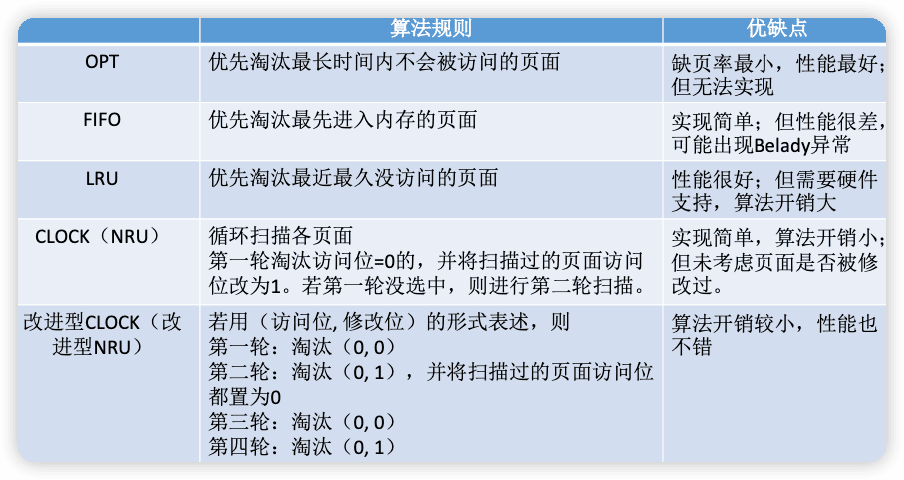 算法规则 优缺点
OPT 优先淘汰最长时间内不会被访问的页面 缺页率最小，性能最好；
但无法实现
FIFO 优先淘汰最先进入内存的页面 实现简单；但性能很差，
可能出现Belady异常
LRU 优先淘汰最近最久没访问的页面 性能很好；但需要硬件
支持，算法开销大
CLOCK（NRU） 循环扫描各页面
第一轮淘汰访问位=0的，并将扫描过的页面访问
位改为1。若第一轮没选中，则进行第二轮扫描。
实现简单，算法开销小；
但未考虑页面是否被修
改过。
改进型CLOCK（改
进型NRU）
若用（访问位, 修改位）的形式表述，则
第一轮：淘汰（0, 0）
第二轮：淘汰（0, 1），并将扫描过的页面访问位
都置为0
第三轮：淘汰（0, 0）
第四轮：淘汰（0, 1）
算法开销较小，性能也
不错